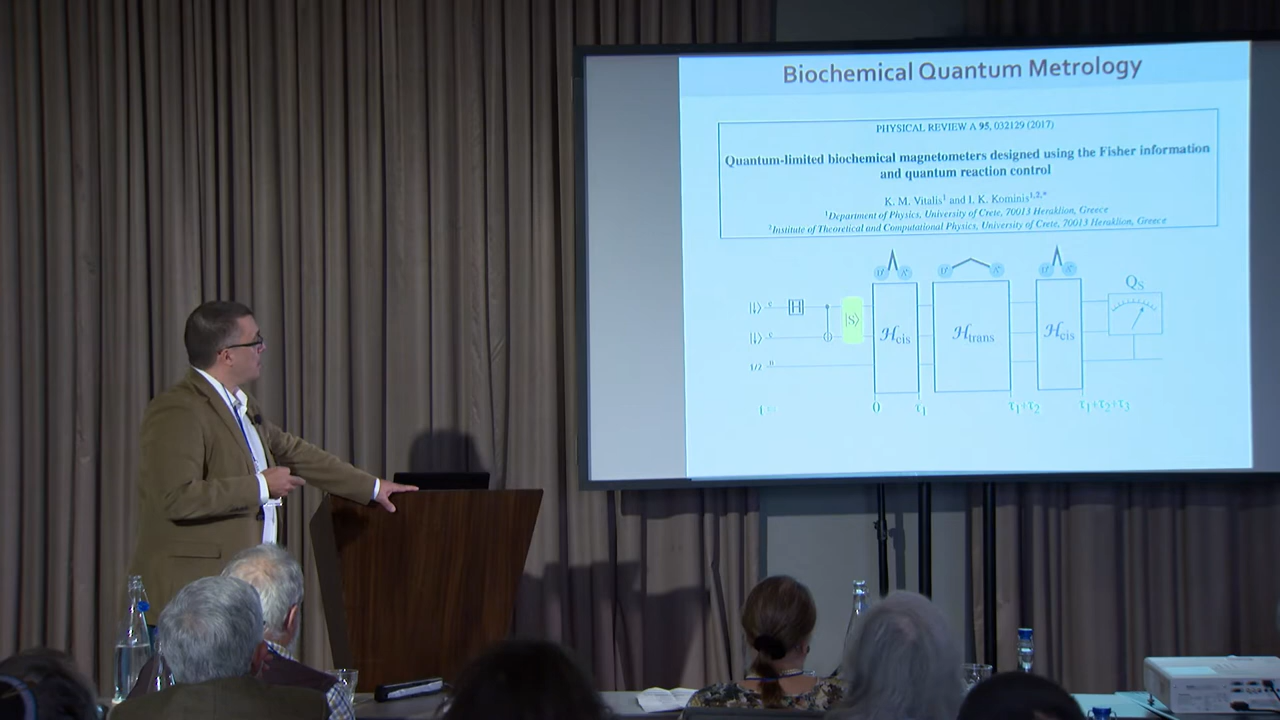 Biochemical Quantum Metrology
PHYSICAL REVIEW A 95, 032129 (2017)
Quantum-limited biochemical magnetometers designed using the Fisher information
and quantum reaction control
K. M. Vitalis¹ and I. K. Kominis¹,²,*
¹Department of Physics, University of Crete, 70013 Heraklion, Greece
²Institute of Theoretical and Computational Physics, University of Crete, 70013 Heraklion, Greece
Qs
|↓⟩ e H |S⟩
|↓⟩ e ℋcis ℋtrans ℋcis
1/2 n
0 τ1 τ1+τ2 τ1+τ2+τ3